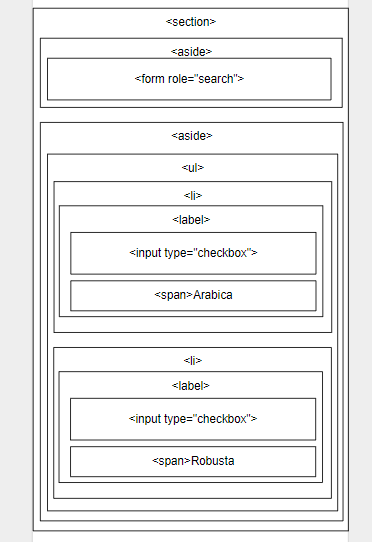 <section>
<aside>
<form role="search">
<aside>
<ul>
<li>
<label>
<input type="checkbox">
<span>Arabica
<li>
<label>
<input type="checkbox">
<span>Robusta